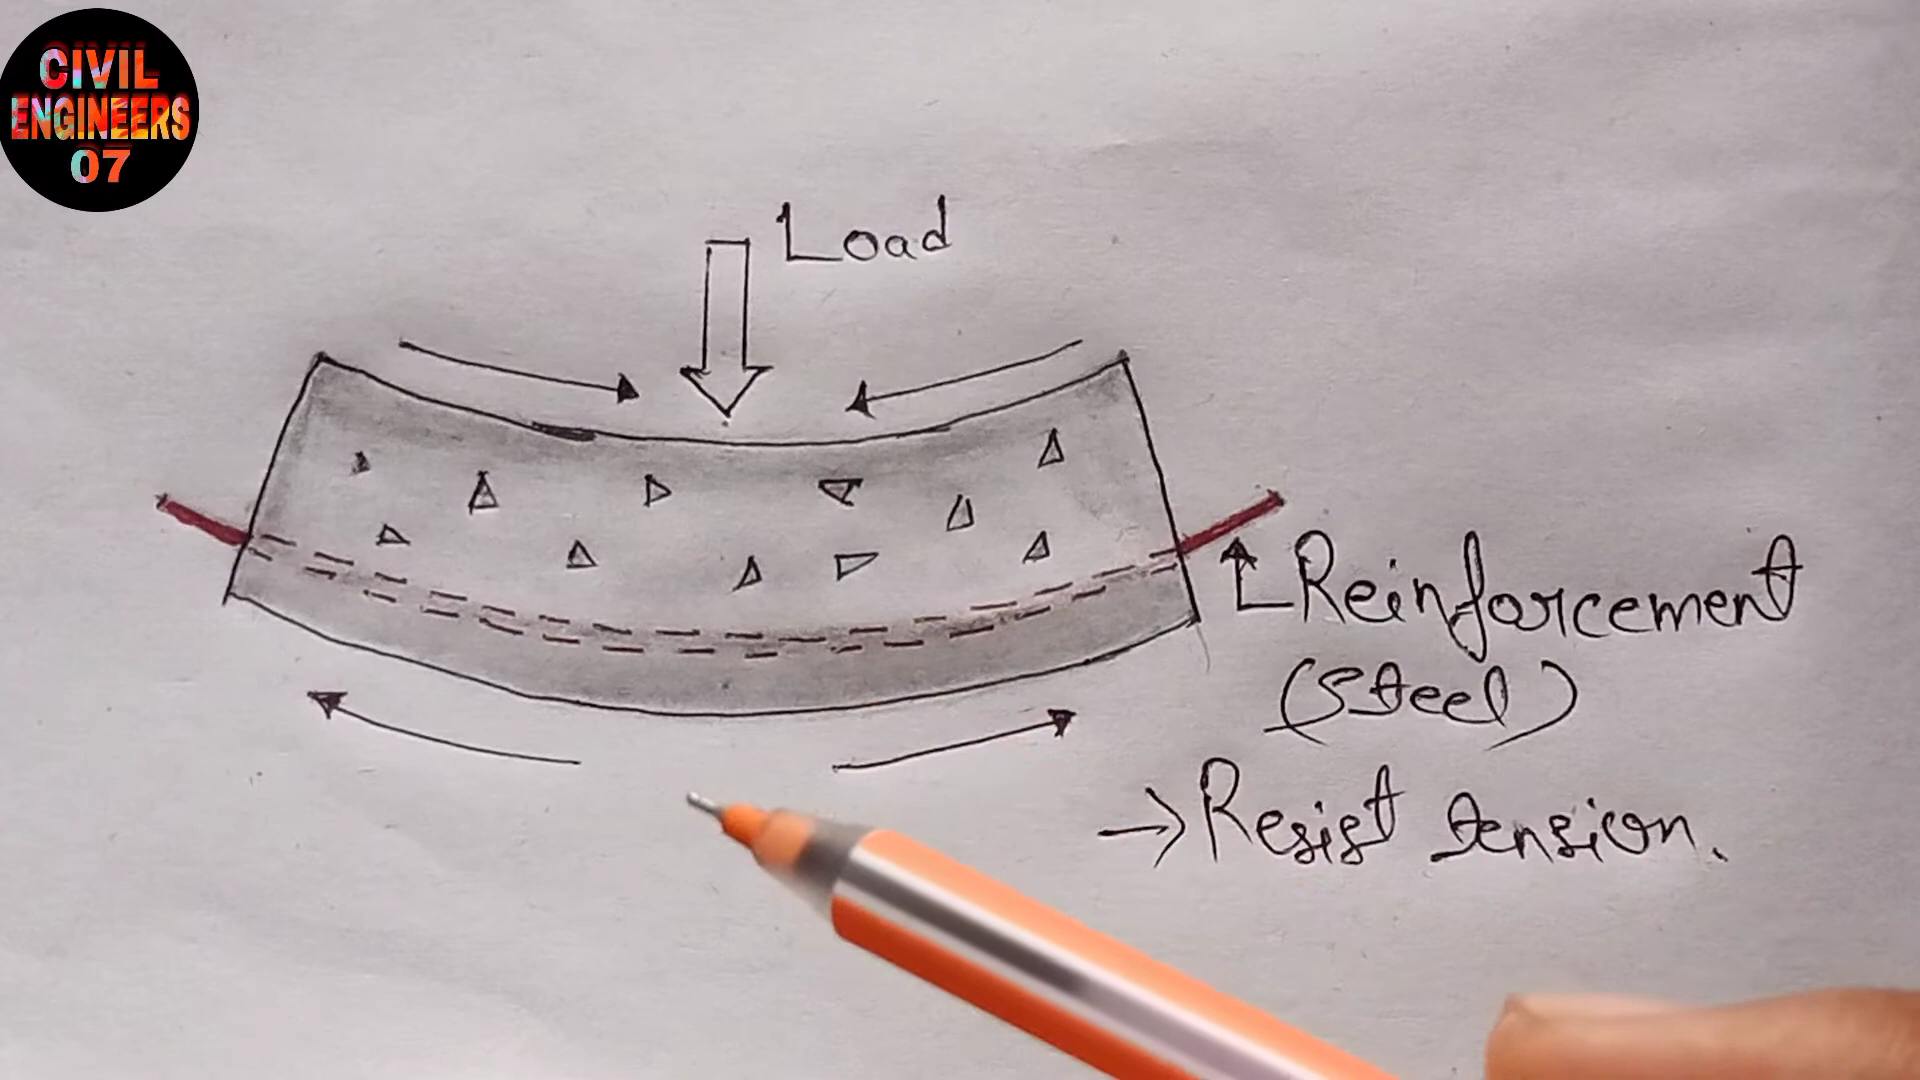 CIVIL
ENGINEERS
07
Load
Reinforcement
(Steel)
→Resist tension.